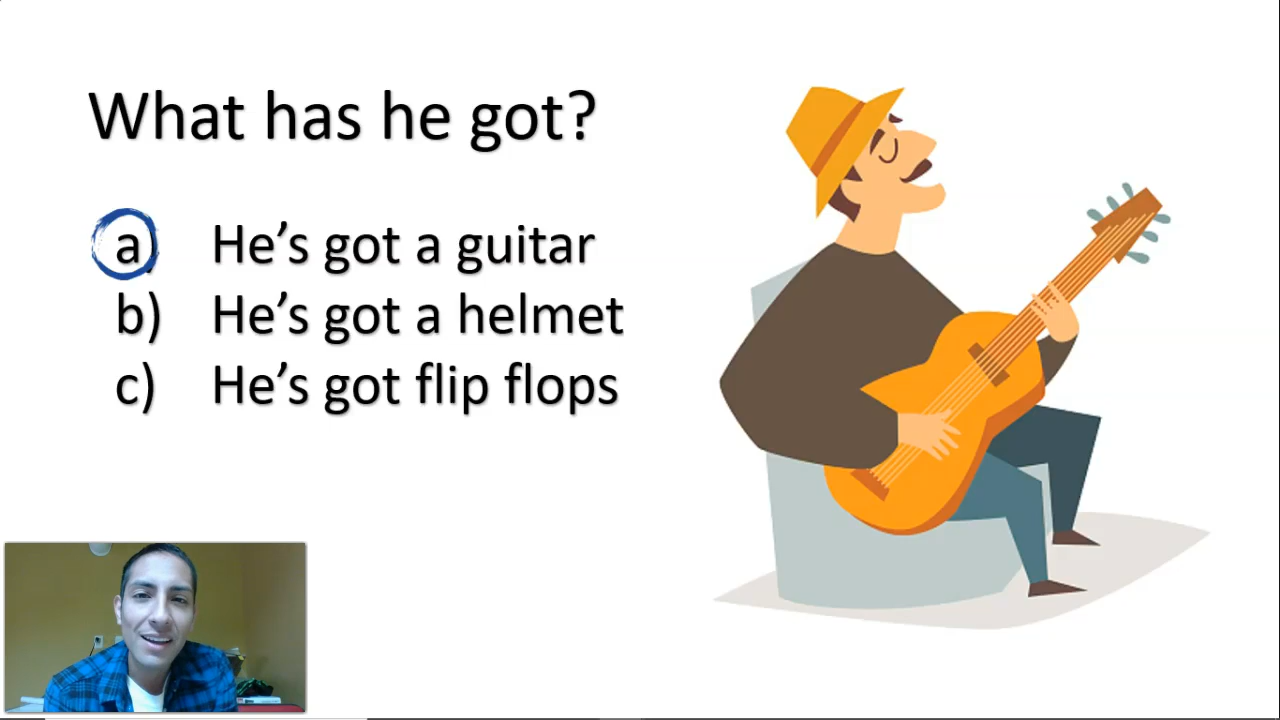 What has he got?
a) He’s got a guitar
b) He’s got a helmet
c) He’s got flip flops